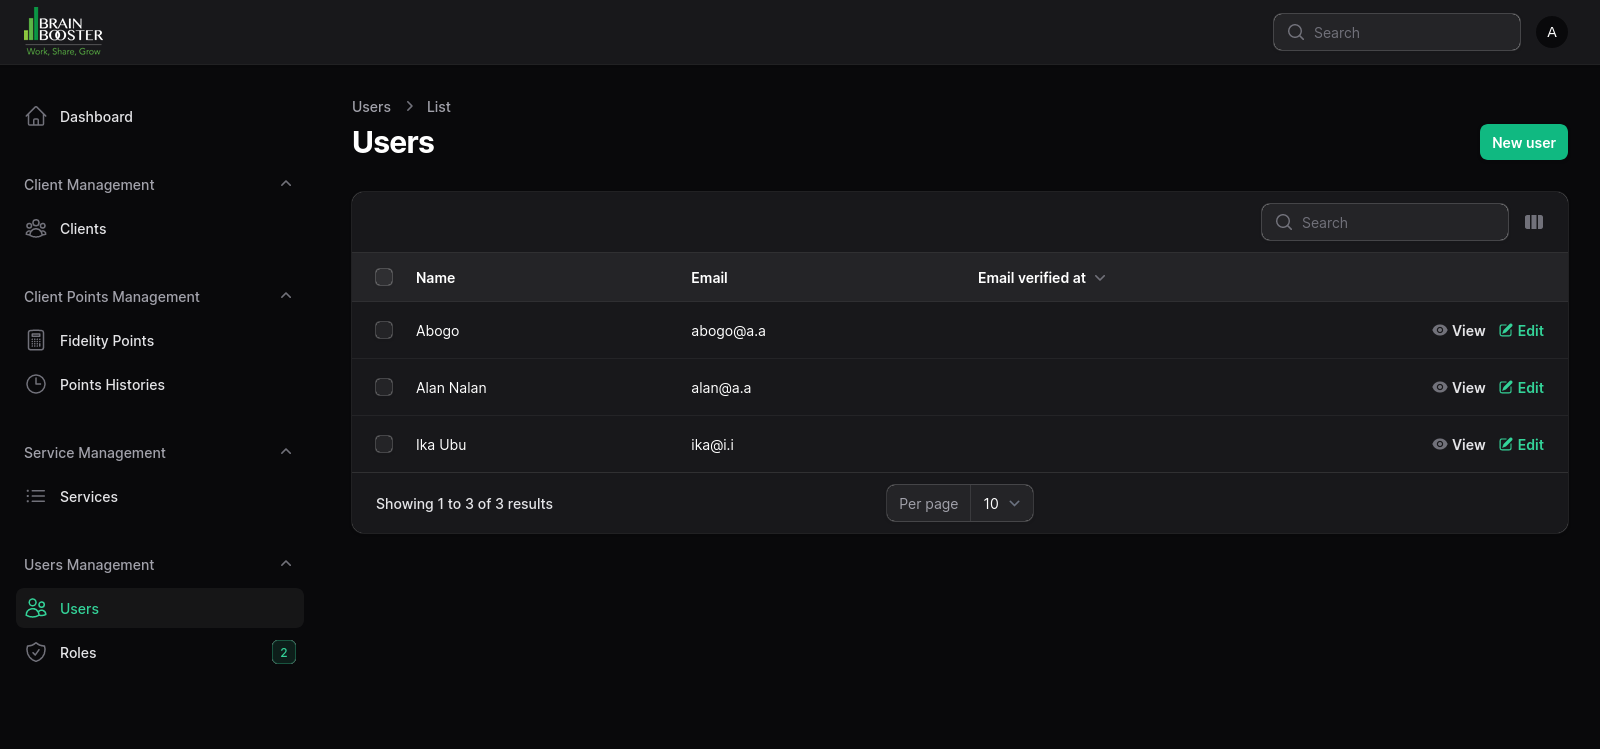 BRAIN
BOOSTER
Work, Share, Grow
Search
A
Dashboard
Client Management
Clients
Client Points Management
Fidelity Points
Points Histories
Service Management
Services
Users Management
Users
Roles
2
Users List
Users
New user
Search
Name Email Email verified at
Abogo abogo@a.a View Edit
Alan Nalan alan@a.a View Edit
Ika Ubu ika@i.i View Edit
Showing 1 to 3 of 3 results Per page 10